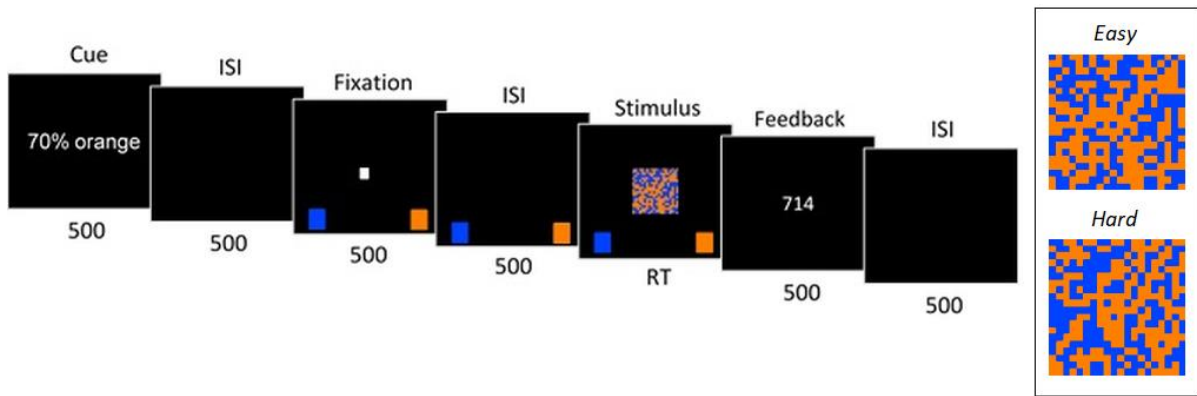 Cue
ISI
Fixation
ISI
Stimulus
Feedback
ISI
70% orange
714
500
500
500
500
RT
500
500
Easy
Hard